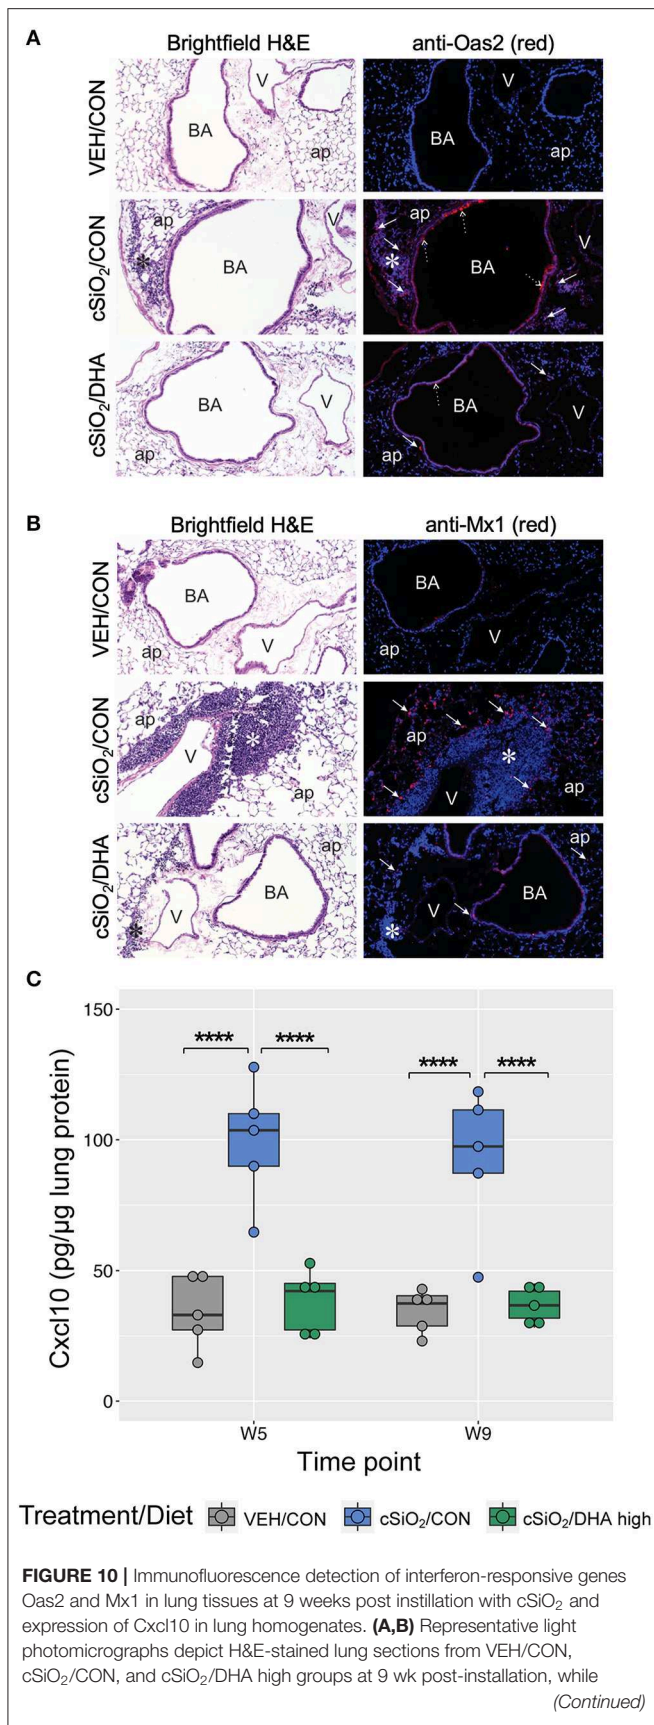 A
Brightfield H&E
anti-Oas2 (red)
VEH/CON
BA
V
ap
BA
V
ap
cSiO₂/CON
ap
V
*
BA
ap
V
*
BA
cSiO₂/DHA
BA
V
ap
BA
V
ap
B
Brightfield H&E
anti-Mx1 (red)
VEH/CON
BA
V
ap
BA
V
ap
cSiO₂/CON
ap
V
*
ap
ap
V
*
ap
cSiO₂/DHA
ap
BA
V
*
ap
BA
V
*
C
Cxcl10 (pg/µg lung protein)
150
100
50
0
**** ****
**** ****
W5 W9
Time point
Treatment/Diet VEH/CON cSiO₂/CON cSiO₂/DHA high
FIGURE 10 | Immunofluorescence detection of interferon-responsive genes
Oas2 and Mx1 in lung tissues at 9 weeks post instillation with cSiO₂ and
expression of Cxcl10 in lung homogenates. (A,B) Representative light
photomicrographs depict H&E-stained lung sections from VEH/CON,
cSiO₂/CON, and cSiO₂/DHA high groups at 9 wk post-installation, while
(Continued)